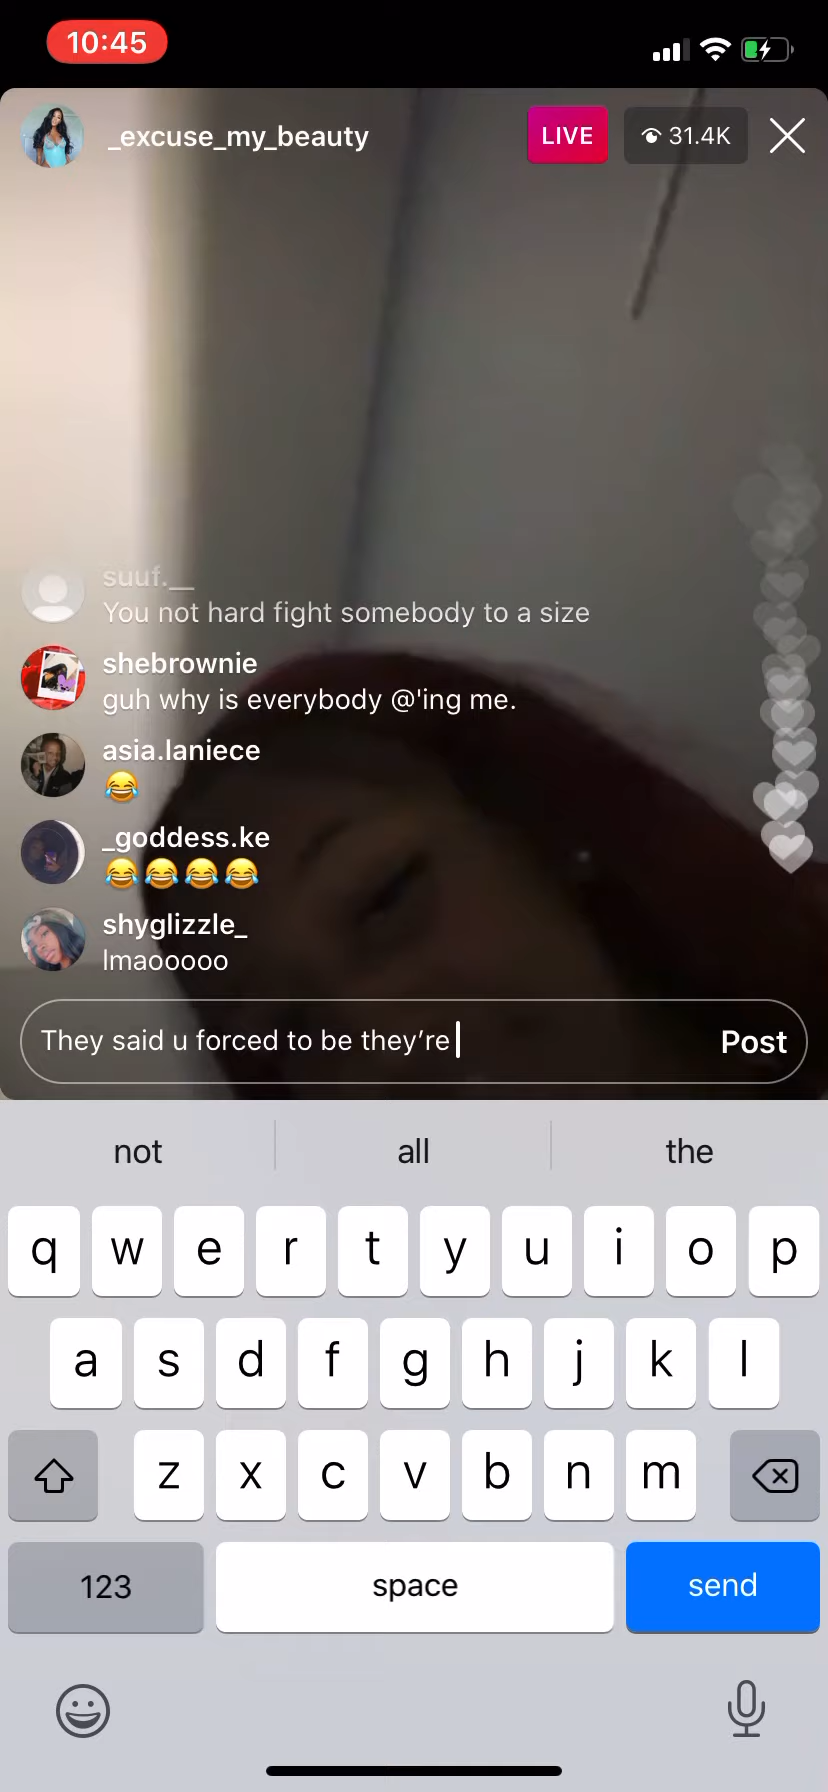 10:45
_excuse_my_beauty
LIVE
31.4K
suuf.__
You not hard fight somebody to a size
shebrownie
guh why is everybody @'ing me.
asia.laniece
😂
_goddess.ke
😂😂😂😂
shyglizzle_
lmaooooo
They said u forced to be they’re
Post
not all the
q w e r t y u i o p
a s d f g h j k l
z x c v b n m
123 space send